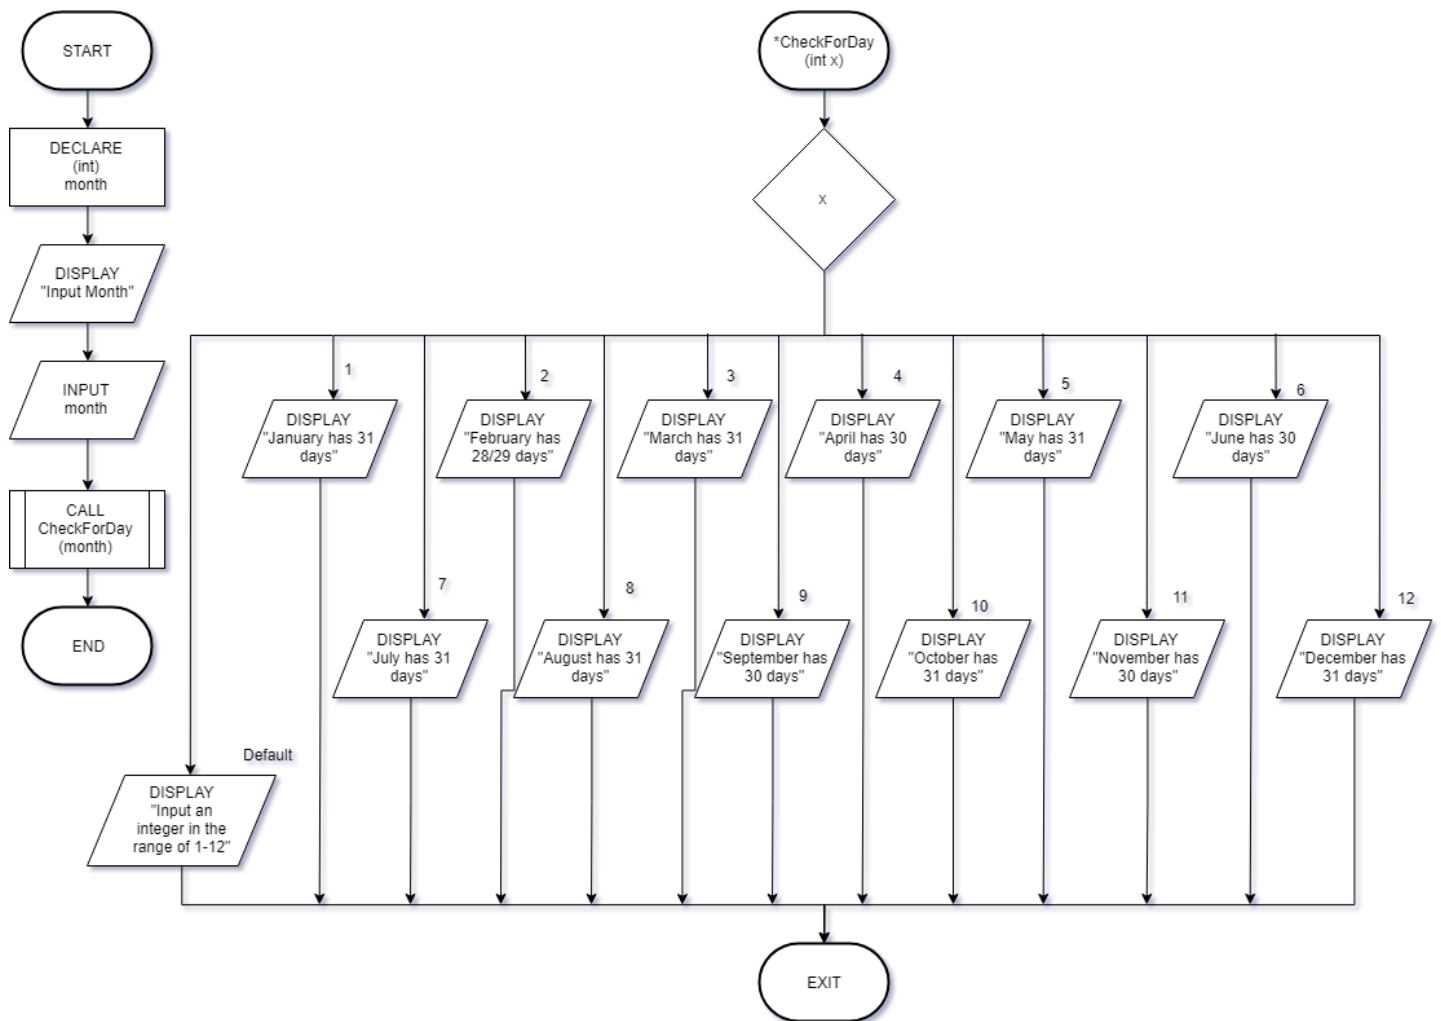 START
DECLARE
(int)
month
DISPLAY
"Input Month"
INPUT
month
CALL
CheckForDay
(month)
END
*CheckForDay
(int x)
x
1
DISPLAY
"January has 31
days"
2
DISPLAY
"February has
28/29 days"
3
DISPLAY
"March has 31
days"
4
DISPLAY
"April has 30
days"
5
DISPLAY
"May has 31
days"
6
DISPLAY
"June has 30
days"
7
DISPLAY
"July has 31
days"
8
DISPLAY
"August has 31
days"
9
DISPLAY
"September has
30 days"
10
DISPLAY
"October has
31 days"
11
DISPLAY
"November has
30 days"
12
DISPLAY
"December has
31 days"
Default
DISPLAY
"Input an
integer in the
range of 1-12"
EXIT